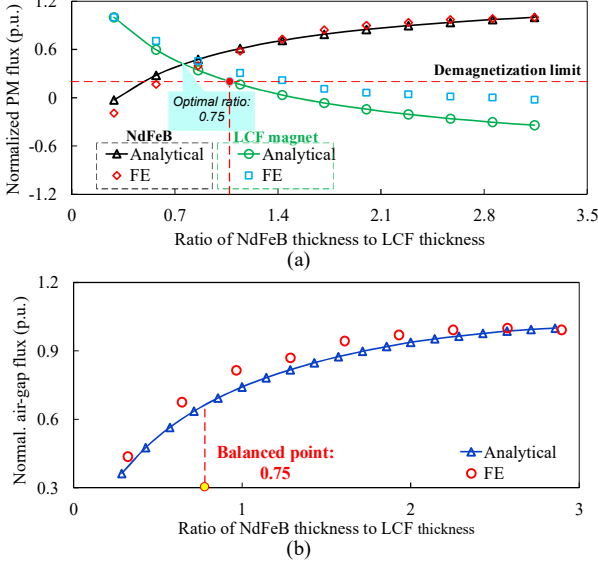 Normalized PM flux (p.u.)
1.2
0.6
0
-0.6
-1.2
Demagnetization limit
Optimal ratio:
0.75
NdFeB
Analytical
FE
LCF magnet
Analytical
FE
0 0.7 1.4 2.1 2.8 3.5
Ratio of NdFeB thickness to LCF thickness
(a)
Normal. air-gap flux (p.u.)
1.2
0.9
0.6
0.3
Balanced point:
0.75
Analytical
FE
0 1 2 3
Ratio of NdFeB thickness to LCF thickness
(b)